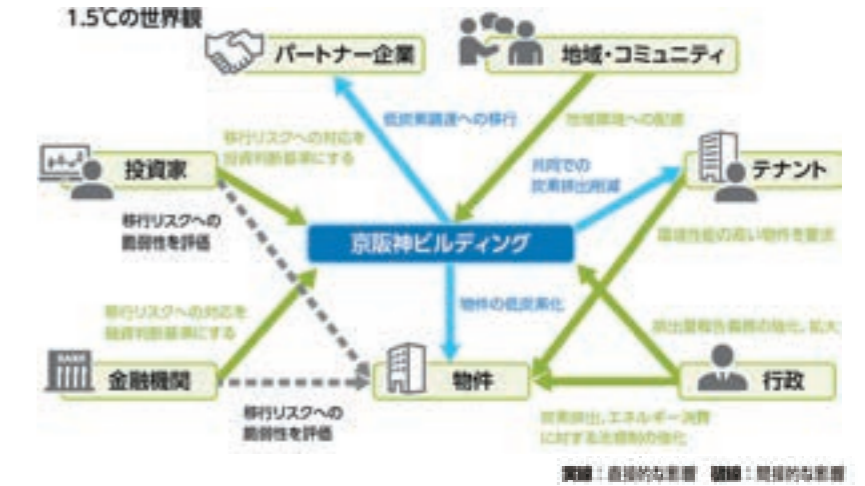 1.5℃の世界観
パートナー企業
地域・コミュニティ
低炭素調達への移行
地域環境への配慮
移行リスクへの対応を
投資判断基準にする
共同での
炭素排出削減
投資家
テナント
移行リスクへの
脆弱性を評価
京阪神ビルディング
環境性能の高い物件を要求
移行リスクへの対応を
融資判断基準にする
物件の低炭素化
排出量報告義務の強化、拡大
BANK
金融機関
物件
行政
移行リスクへの
脆弱性を評価
炭素排出、エネルギー消費
に対する法規制の強化
実線：直接的な影響 破線：間接的な影響